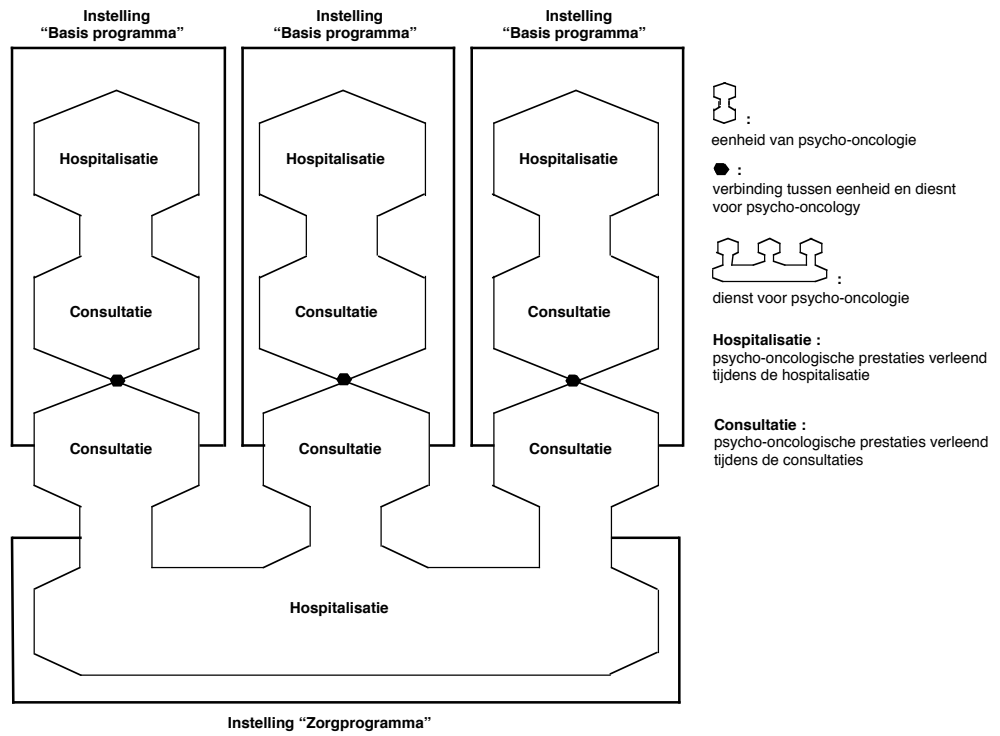 Instelling
“Basis programma”
Instelling
“Basis programma”
Instelling
“Basis programma”
Hospitalisatie
Hospitalisatie
Hospitalisatie
Consultatie
Consultatie
Consultatie
Consultatie
Consultatie
Consultatie
Hospitalisatie
Instelling “Zorgprogramma”
:
eenheid van psycho-oncologie
:
verbinding tussen eenheid en diesnt
voor psycho-oncology
:
dienst voor psycho-oncologie
Hospitalisatie :
psycho-oncologische prestaties verleend
tijdens de hospitalisatie
Consultatie :
psycho-oncologische prestaties verleend
tijdens de consultaties